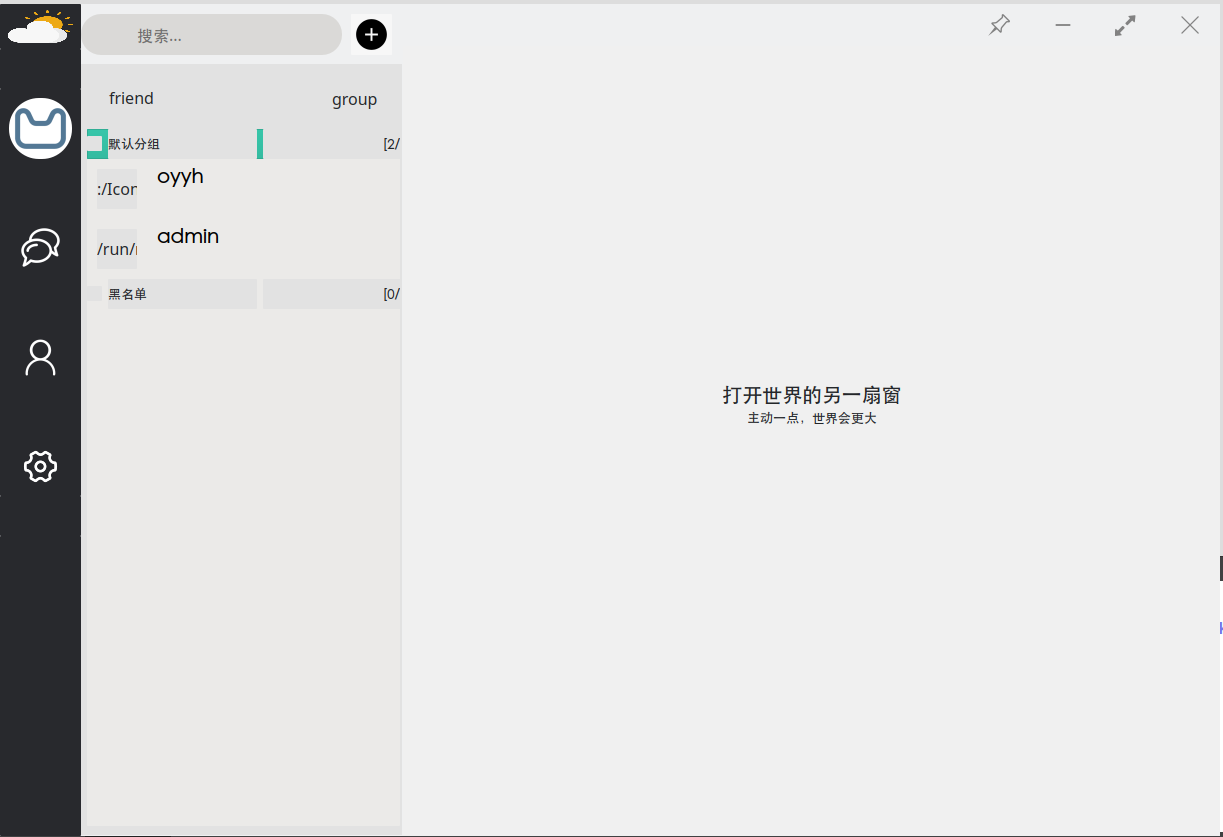 搜索...
friend
group
默认分组
[2/
:/Icon
oyyh
/run/
admin
黑名单
[0/
打开世界的另一扇窗
主动一点，世界会更大